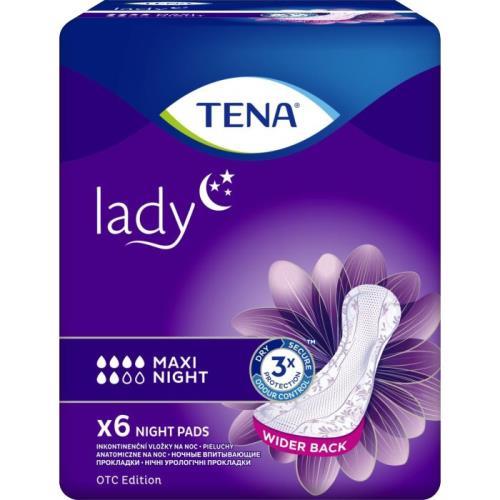 TENA®
lady
DRY SECURE ODOUR CONTROL
3X
PROTECTION
™
MAXI
NIGHT
X6 NIGHT PADS
WIDER BACK
INKONTINENČNÍ VLOŽKY NA NOC • PIELUCHY
ANATOMICZNE NA NOC • НОЧНЫЕ ВПИТЫВАЮЩИЕ
ПРОКЛАДКИ • НІЧНІ УРОЛОГІЧНІ ПРОКЛАДКИ
OTC Edition